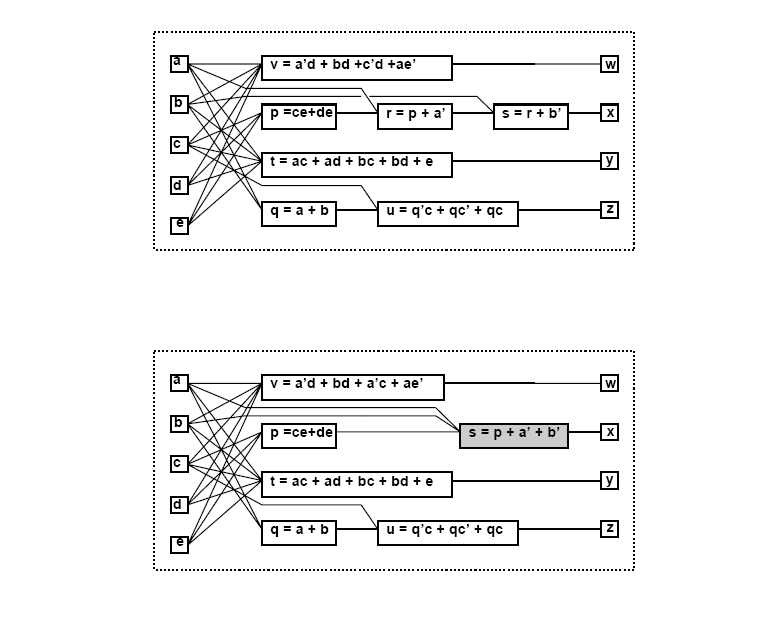 a
v = a’d + bd +c’d +ae’
w
b
p =ce+de
r = p + a’
s = r + b’
x
c
t = ac + ad + bc + bd + e
y
d
q = a + b
u = q’c + qc’ + qc
z
e
a
v = a’d + bd + a’c + ae’
w
b
p =ce+de
s = p + a’ + b’
x
c
t = ac + ad + bc + bd + e
y
d
q = a + b
u = q’c + qc’ + qc
z
e